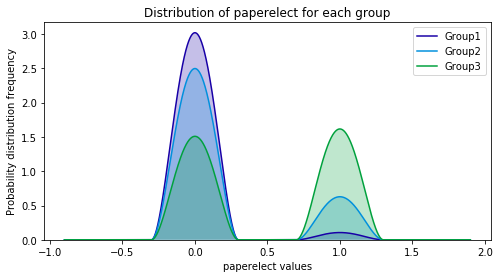 Distribution of paperelect for each group
Group1
Group2
Group3
Probability distribution frequency
3.0
2.5
2.0
1.5
1.0
0.5
0.0
−1.0
−0.5
0.0
0.5
1.0
1.5
2.0
paperelect values